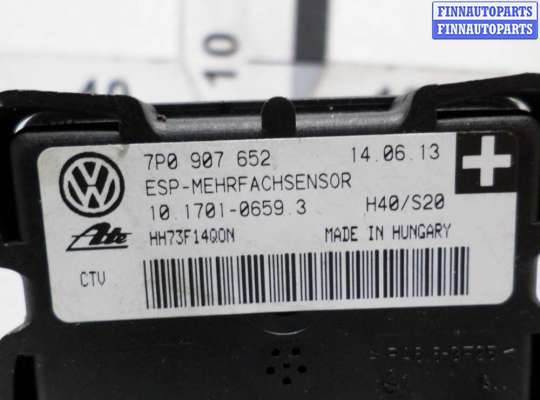 FINNAUTOPARTS
FINNAUTOPARTS
10
7P0 907 652 14.06.13
ESP-MEHRFACHSENSOR
10.1701-0659.3 H40/S20
Ate HH73F14Q0N MADE IN HUNGARY
CTV